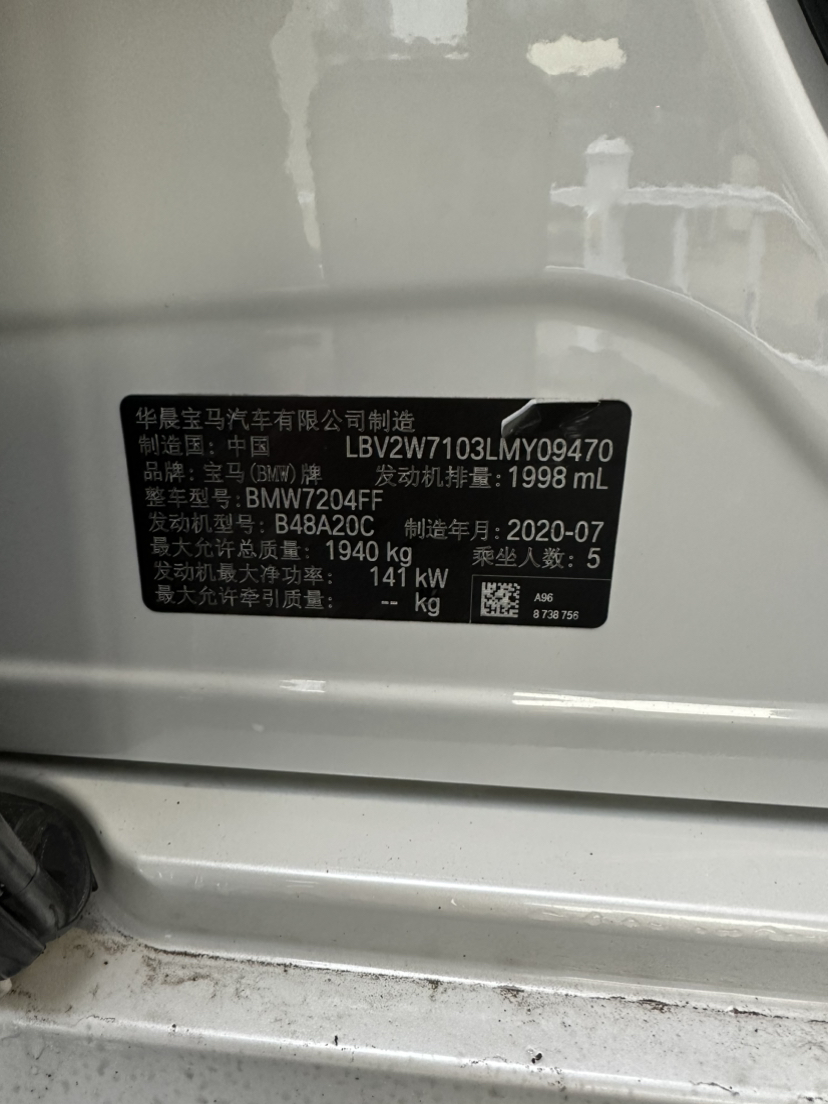 华晨宝马汽车有限公司制造
制造国: 中国 LBV2W7103LMY09470
品牌: 宝马(BMW)牌 发动机排量: 1998 mL
整车型号: BMW7204FF
发动机型号: B48A20C 制造年月: 2020-07
最大允许总质量: 1940 kg 乘坐人数: 5
发动机最大净功率: 141 kW
最大允许牵引质量: -- kg
A96
8 738 756